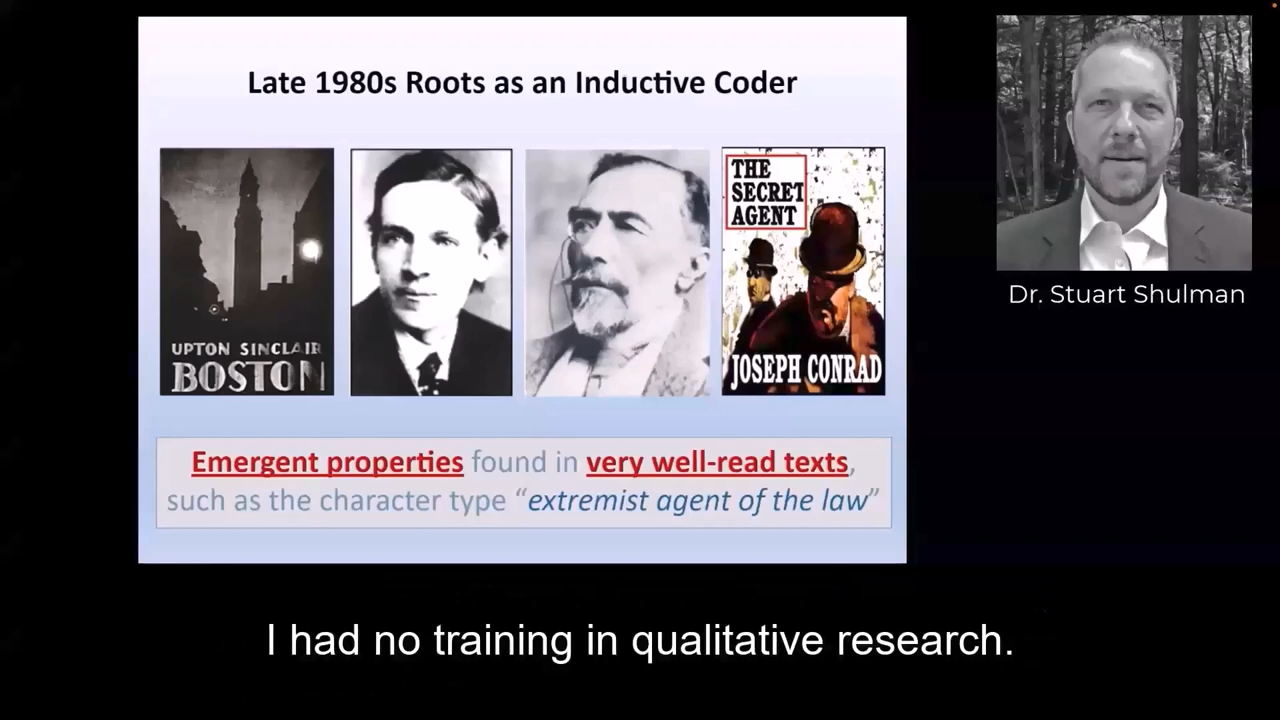 Late 1980s Roots as an Inductive Coder
UPTON SINCLAIR
BOSTON
THE
SECRET
AGENT
JOSEPH CONRAD
Emergent properties found in very well-read texts,
such as the character type “extremist agent of the law”
Dr. Stuart Shulman
I had no training in qualitative research.